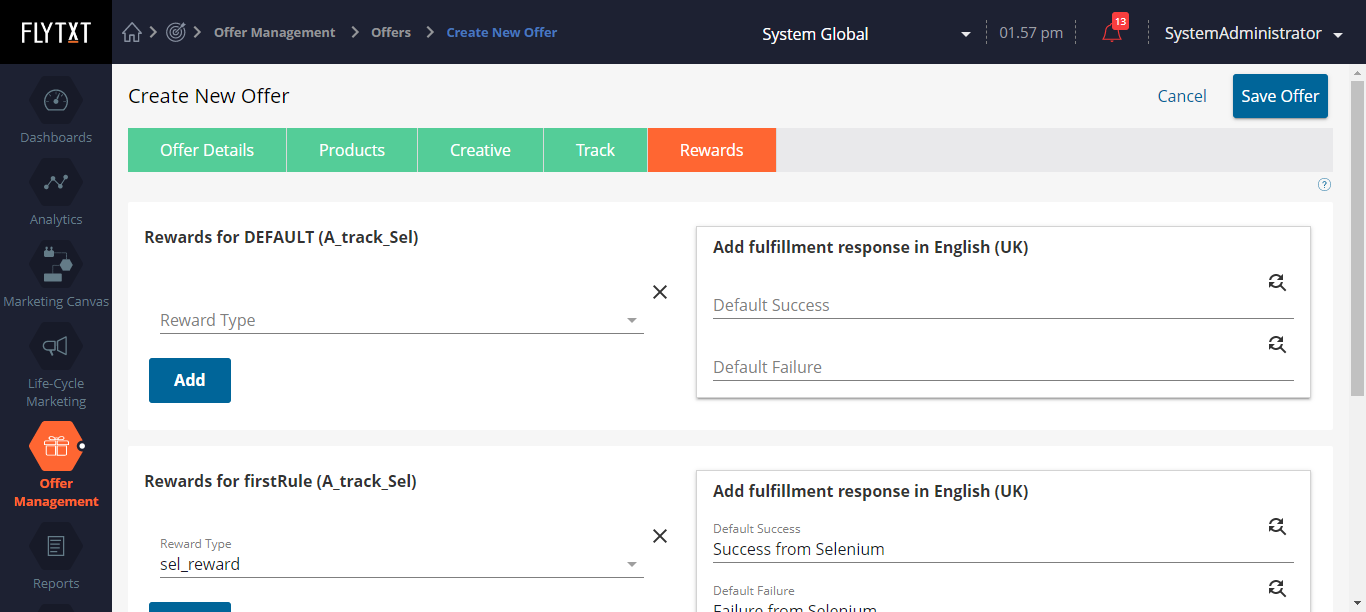 FLYTXT
Offer Management
Offers
Create New Offer
System Global
01.57 pm
13
SystemAdministrator
Dashboards
Analytics
Marketing Canvas
Life-Cycle
Marketing
Offer
Management
Reports
Create New Offer
Cancel
Save Offer
Offer Details
Products
Creative
Track
Rewards
?
Rewards for DEFAULT (A_track_Sel)
Reward Type
Add
Add fulfillment response in English (UK)
Default Success
Default Failure
Rewards for firstRule (A_track_Sel)
Reward Type
sel_reward
Add fulfillment response in English (UK)
Default Success
Success from Selenium
Default Failure
Failure from Selenium